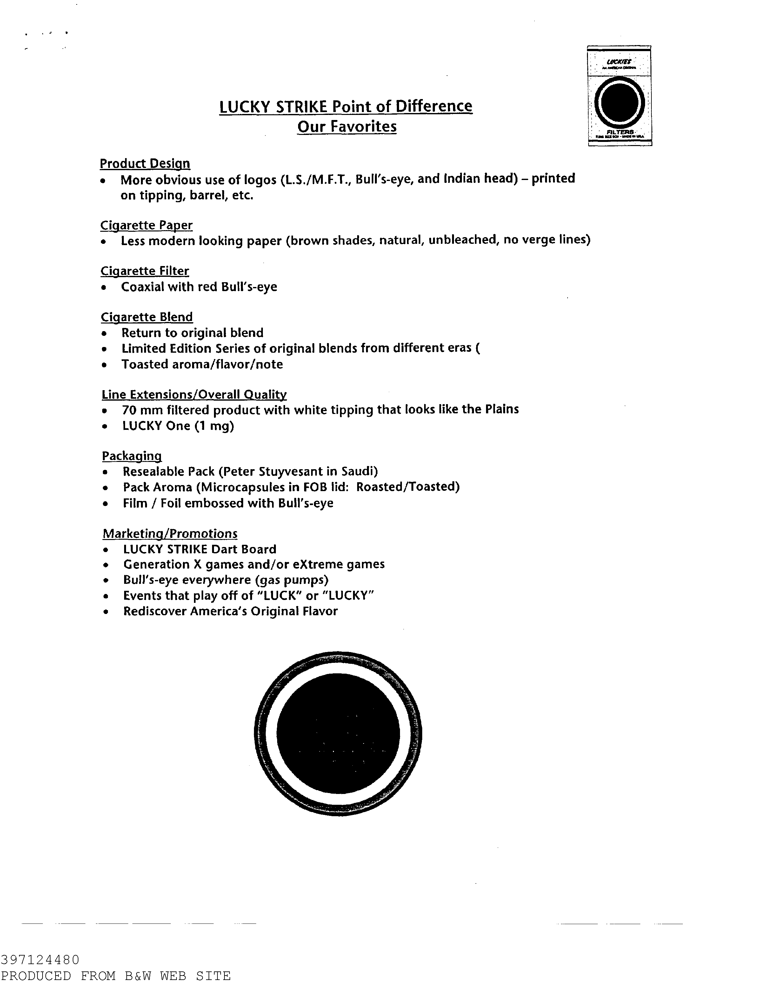 LUCKIES
AN AMERICAN ORIGINAL
FILTERS
LUCKY STRIKE Point of Difference
Our Favorites
Product Design
• More obvious use of logos (L.S./M.F.T., Bull's-eye, and Indian head) – printed
on tipping, barrel, etc.
Cigarette Paper
• Less modern looking paper (brown shades, natural, unbleached, no verge lines)
Cigarette Filter
• Coaxial with red Bull's-eye
Cigarette Blend
• Return to original blend
• Limited Edition Series of original blends from different eras (
• Toasted aroma/flavor/note
Line Extensions/Overall Quality
• 70 mm filtered product with white tipping that looks like the Plains
• LUCKY One (1 mg)
Packaging
• Resealable Pack (Peter Stuyvesant in Saudi)
• Pack Aroma (Microcapsules in FOB lid: Roasted/Toasted)
• Film / Foil embossed with Bull's-eye
Marketing/Promotions
• LUCKY STRIKE Dart Board
• Generation X games and/or eXtreme games
• Bull's-eye everywhere (gas pumps)
• Events that play off of "LUCK" or "LUCKY"
• Rediscover America's Original Flavor
397124480
PRODUCED FROM B&W WEB SITE